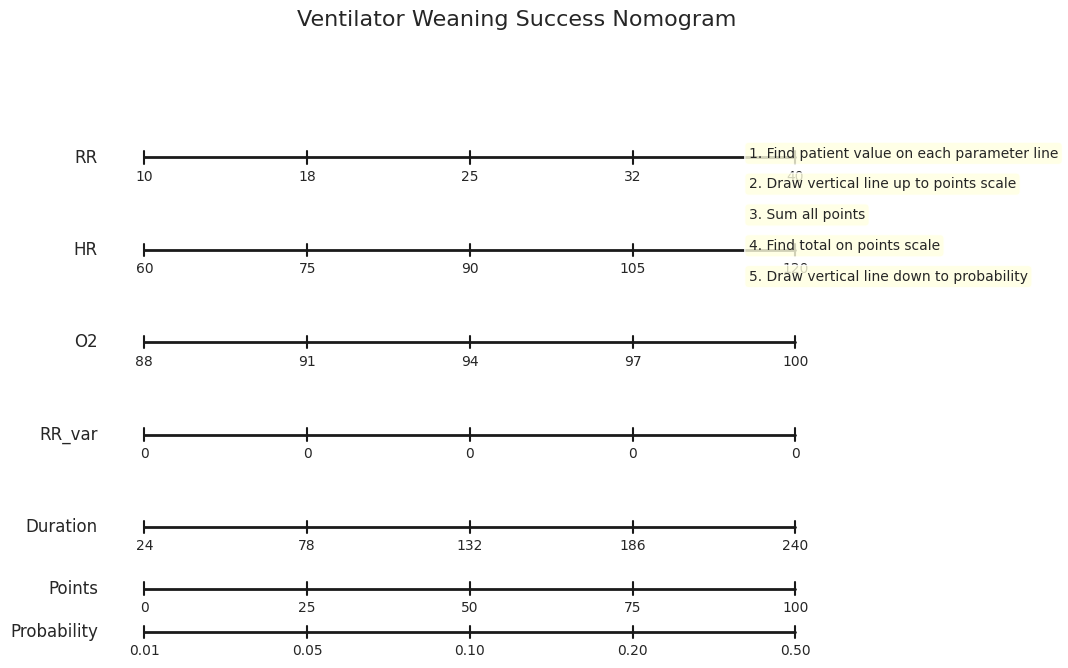 Ventilator Weaning Success Nomogram
RR
10 18 25 32 40
1. Find patient value on each parameter line
2. Draw vertical line up to points scale
3. Sum all points
HR
60 75 90 105 120
4. Find total on points scale
5. Draw vertical line down to probability
O2
88 91 94 97 100
RR_var
0 0 0 0 0
Duration
24 78 132 186 240
Points
0 25 50 75 100
Probability
0.01 0.05 0.10 0.20 0.50